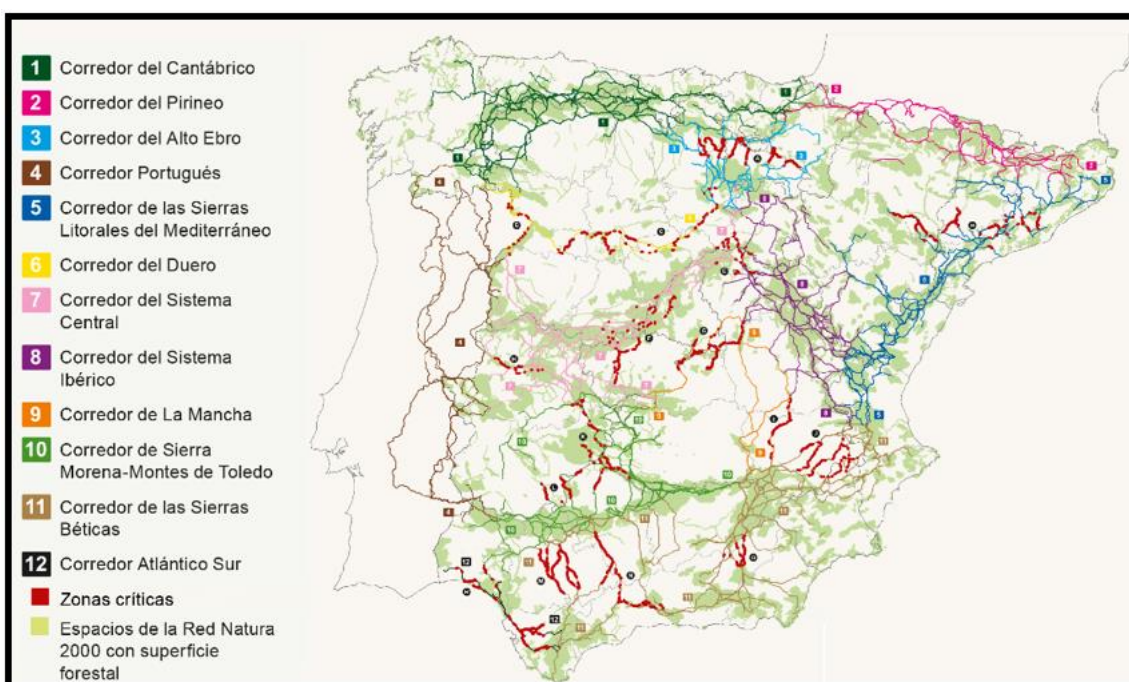 1 Corredor del Cantábrico
2 Corredor del Pirineo
3 Corredor del Alto Ebro
4 Corredor Portugués
5 Corredor de las Sierras
Litorales del Mediterráneo
6 Corredor del Duero
7 Corredor del Sistema
Central
8 Corredor del Sistema
Ibérico
9 Corredor de La Mancha
10 Corredor de Sierra
Morena-Montes de Toledo
11 Corredor de las Sierras
Béticas
12 Corredor Atlántico Sur
Zonas críticas
Espacios de la Red Natura
2000 con superficie
forestal